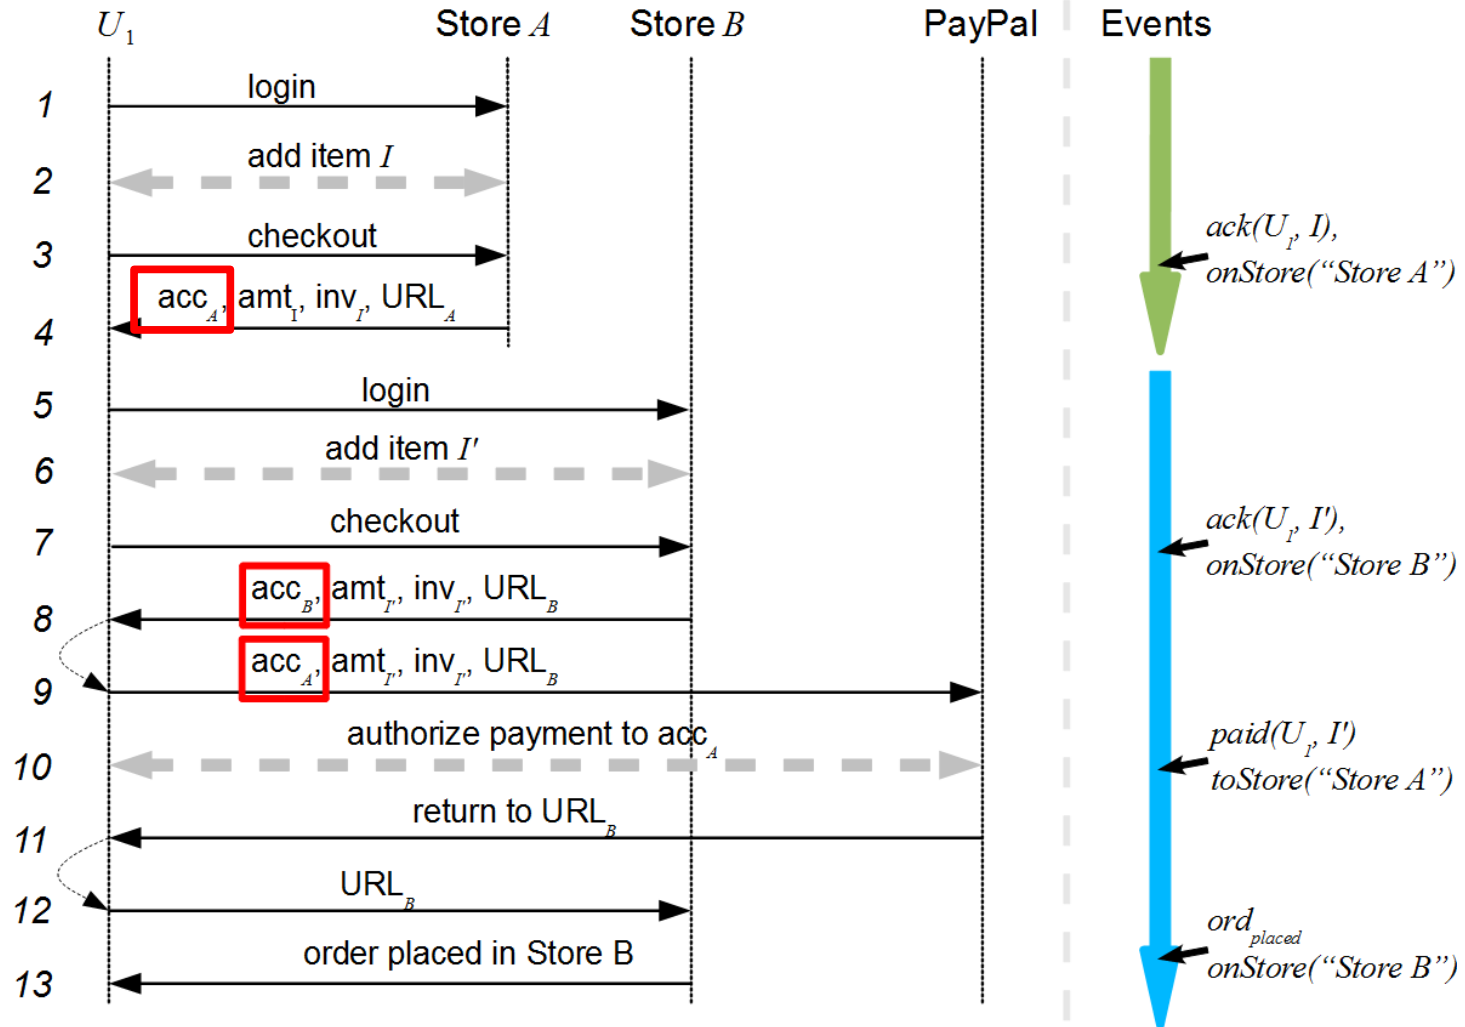 U1 Store A Store B PayPal Events
login
1
add item I
2
ack(U1, I),
checkout
3
onStore(“Store A”)
accA, amtI, invI, URLA
4
login
5
add item I'
6
ack(U1, I'),
checkout
7
onStore(“Store B”)
accB, amtI', invI', URLB
8
accA, amtI', invI', URLB
9
authorize payment to accA
paid(U1, I')
10
toStore(“Store A”)
return to URLB
11
URLB
12
ordplaced
order placed in Store B
onStore(“Store B”)
13